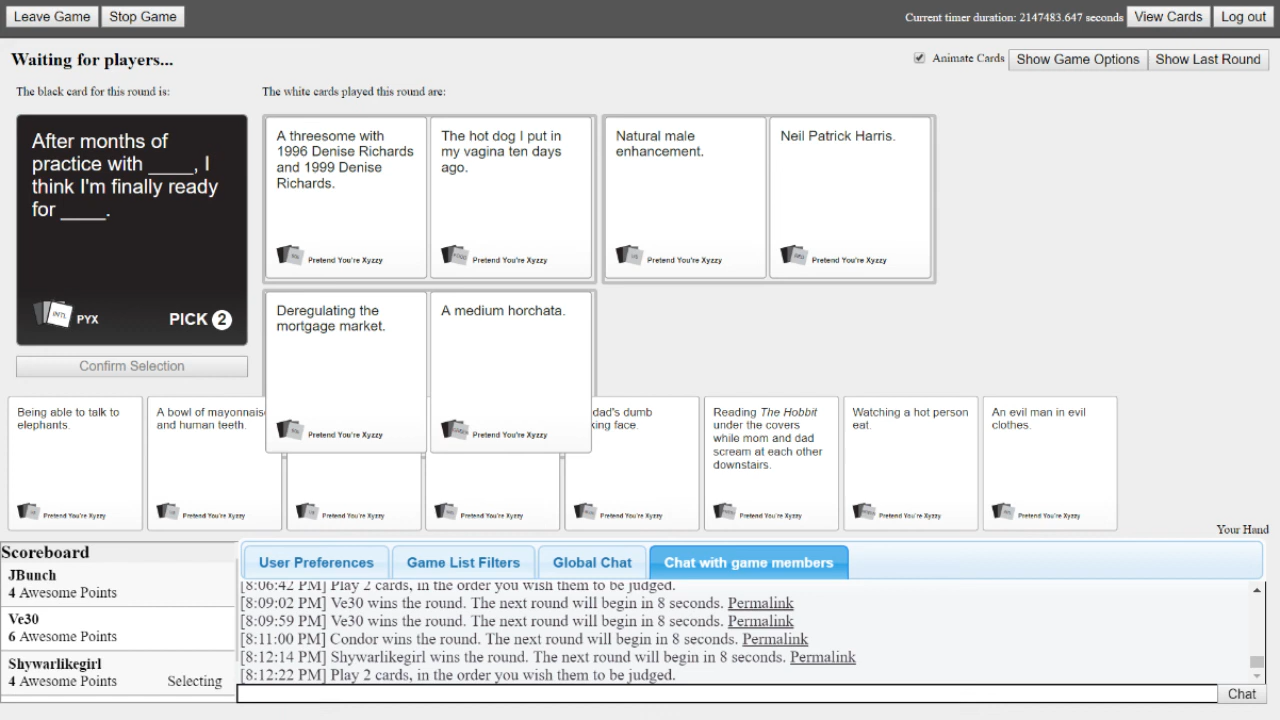 Leave Game Stop Game
Current timer duration: 2147483.647 seconds View Cards Log out
Waiting for players...
Animate Cards Show Game Options Show Last Round
The black card for this round is:
The white cards played this round are:
After months of
practice with ____, I
think I'm finally ready
for ____.
PYX
PICK 2
Confirm Selection
A threesome with
1996 Denise Richards
and 1999 Denise
Richards.
Pretend You're Xyzzy
The hot dog I put in
my vagina ten days
ago.
Pretend You're Xyzzy
Natural male
enhancement.
Pretend You're Xyzzy
Neil Patrick Harris.
Pretend You're Xyzzy
Deregulating the
mortgage market.
Pretend You're Xyzzy
A medium horchata.
Pretend You're Xyzzy
Being able to talk to
elephants.
Pretend You're Xyzzy
A bowl of mayonnais
and human teeth.
Pretend You're Xyzzy
Pretend You're Xyzzy
Pretend You're Xyzzy
dad's dumb
king face.
Pretend You're Xyzzy
Reading The Hobbit
under the covers
while mom and dad
scream at each other
downstairs.
Pretend You're Xyzzy
Watching a hot person
eat.
Pretend You're Xyzzy
An evil man in evil
clothes.
Pretend You're Xyzzy
Your Hand
Scoreboard
JBunch
4 Awesome Points
Ve30
6 Awesome Points
Shywarlikegirl
4 Awesome Points Selecting
User Preferences Game List Filters Global Chat Chat with game members
[8:06:42 PM] Play 2 cards, in the order you wish them to be judged.
[8:09:02 PM] Ve30 wins the round. The next round will begin in 8 seconds. Permalink
[8:09:59 PM] Ve30 wins the round. The next round will begin in 8 seconds. Permalink
[8:11:00 PM] Condor wins the round. The next round will begin in 8 seconds. Permalink
[8:12:14 PM] Shywarlikegirl wins the round. The next round will begin in 8 seconds. Permalink
[8:12:22 PM] Play 2 cards, in the order you wish them to be judged.
Chat